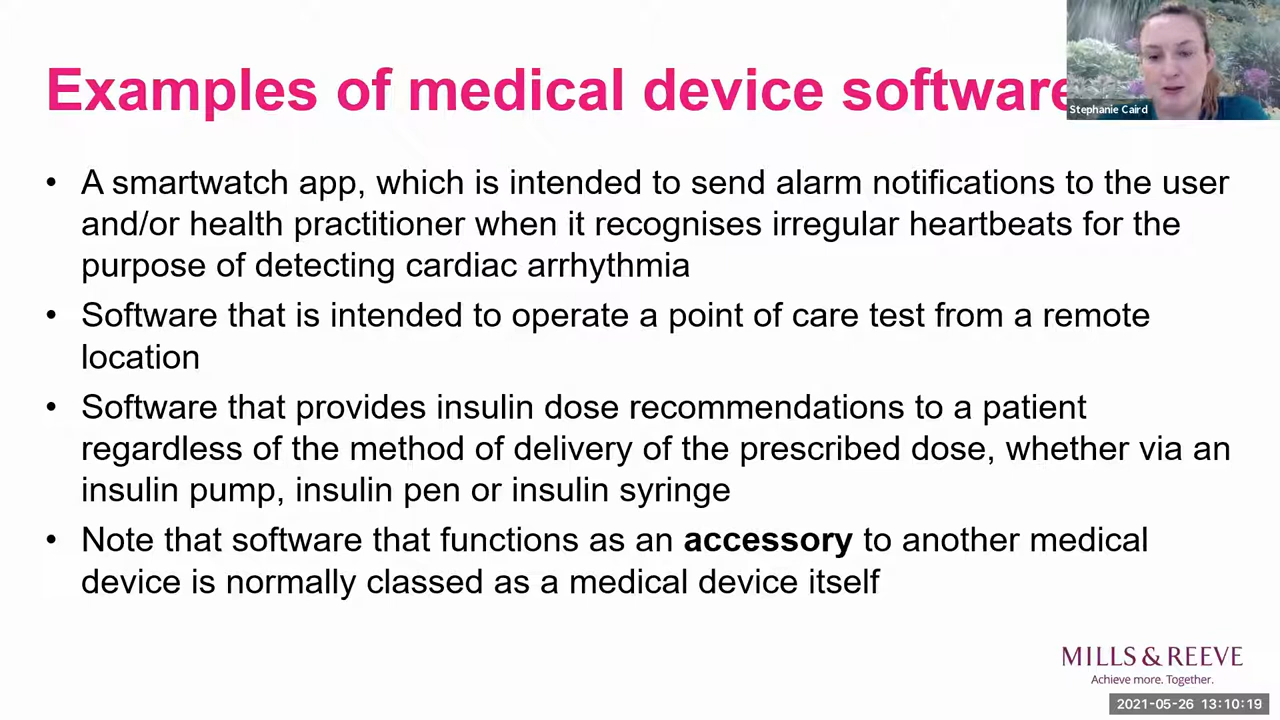 Examples of medical device software
Stephanie Caird
• A smartwatch app, which is intended to send alarm notifications to the user
and/or health practitioner when it recognises irregular heartbeats for the
purpose of detecting cardiac arrhythmia
• Software that is intended to operate a point of care test from a remote
location
• Software that provides insulin dose recommendations to a patient
regardless of the method of delivery of the prescribed dose, whether via an
insulin pump, insulin pen or insulin syringe
• Note that software that functions as an accessory to another medical
device is normally classed as a medical device itself
MILLS & REEVE
Achieve more. Together.
2021-05-26 13:10:19